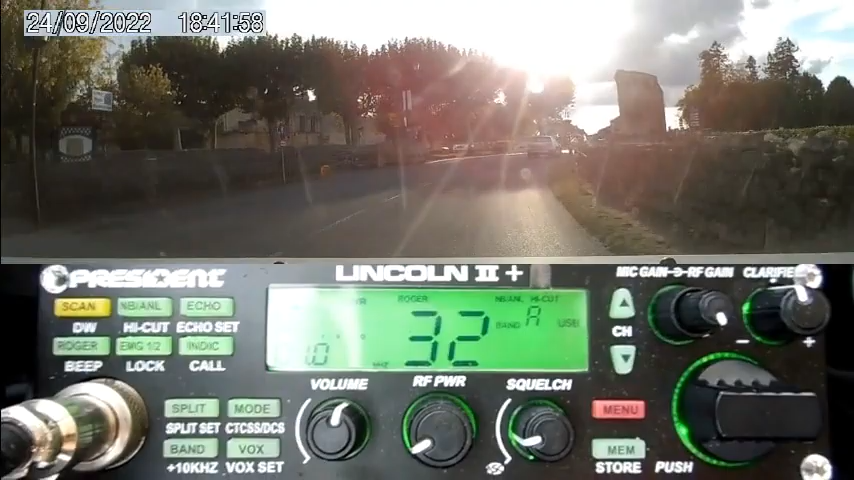 24/09/2022 18:41:58
PRESIDENT LINCOLN II + MIC GAIN RF GAIN CLARIFIE
SCAN NB/ANL ECHO ROGER NB/ANL HI-CUT
DW HI-CUT ECHO SET 32 BAND A USB CH
ROGER EMG 1/2 INDIC 1.0 - +
BEEP LOCK CALL
VOLUME RF PWR SQUELCH
SPLIT MODE MENU
SPLIT SET CTCSS/DCS
BAND VOX MEM
+10KHZ VOX SET STORE PUSH